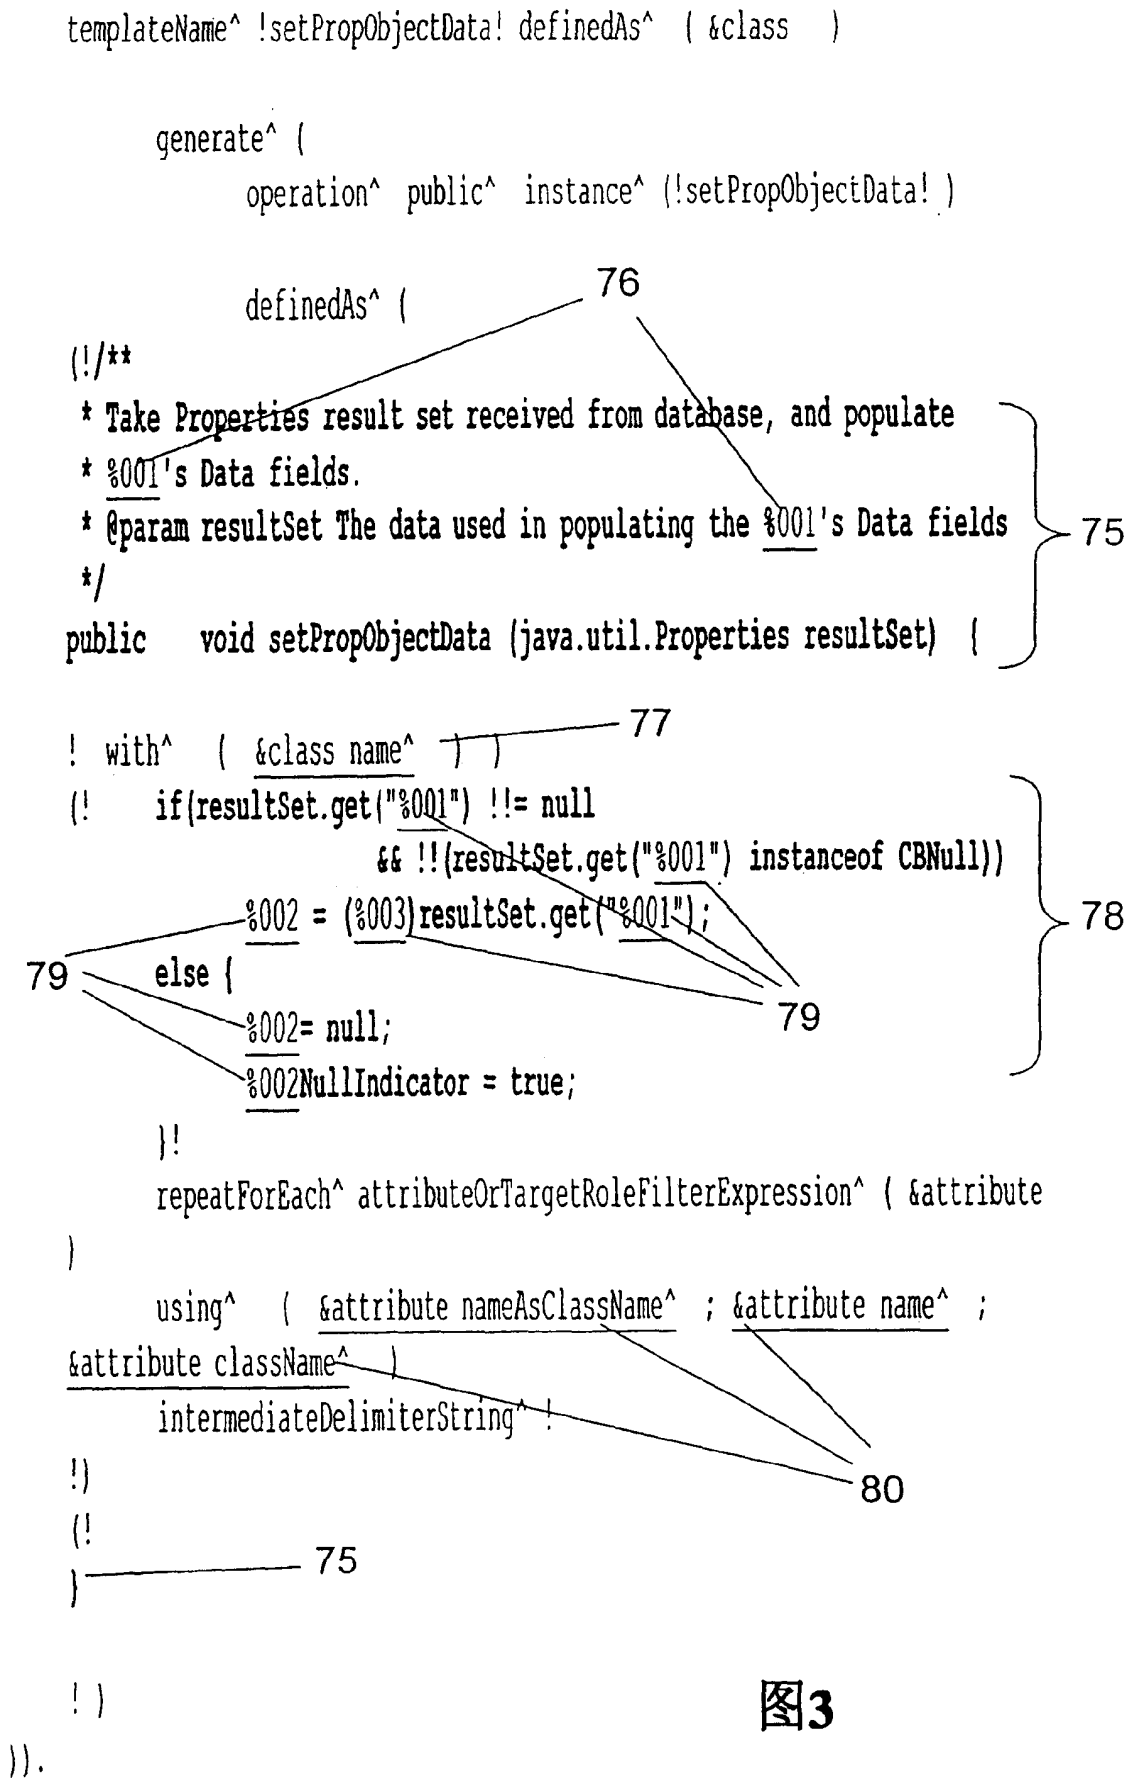 templateName^ !setPropObjectData! definedAs^ ( &class )
generate^ (
operation^ public^ instance^ (!setPropObjectData! )
76
definedAs^ (
(!/**
* Take Properties result set received from database, and populate
* %001's Data fields.
* @param resultSet The data used in populating the %001's Data fields
75
*/
public void setPropObjectData (java.util.Properties resultSet) {
77
! with^ ( &class name^ ) )
(! if(resultSet.get("%001") !!= null
&& !!(resultSet.get("%001") instanceof CBNull))
%002 = (%003)resultSet.get("%001");
78
79 else {
79
%002= null;
%002NullIndicator = true;
}!
repeatForEach^ attributeOrTargetRoleFilterExpression^ ( &attribute
)
using^ ( &attribute nameAsClassName^ ; &attribute name^ ;
&attribute className^ )
intermediateDelimiterString^ !
!)
80
(!
} 75
! )
图3
)).